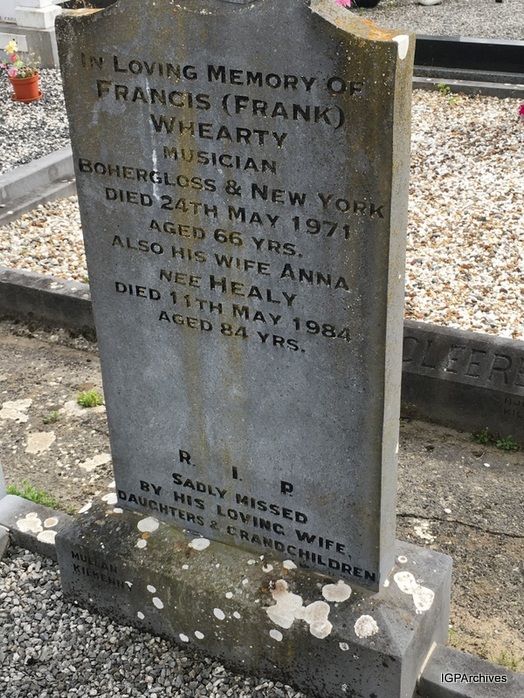 In Loving Memory Of
Francis (Frank)
Whearty
Musician
Bohergloss & New York
Died 24th May 1971
Aged 66 Yrs.
Also His Wife Anna
Nee Healy
Died 11th May 1984
Aged 84 Yrs.
R. I. P
Sadly Missed
By His Loving Wife,
Daughters & Grandchildren
Mullan
Kilkenny
IGPArchives